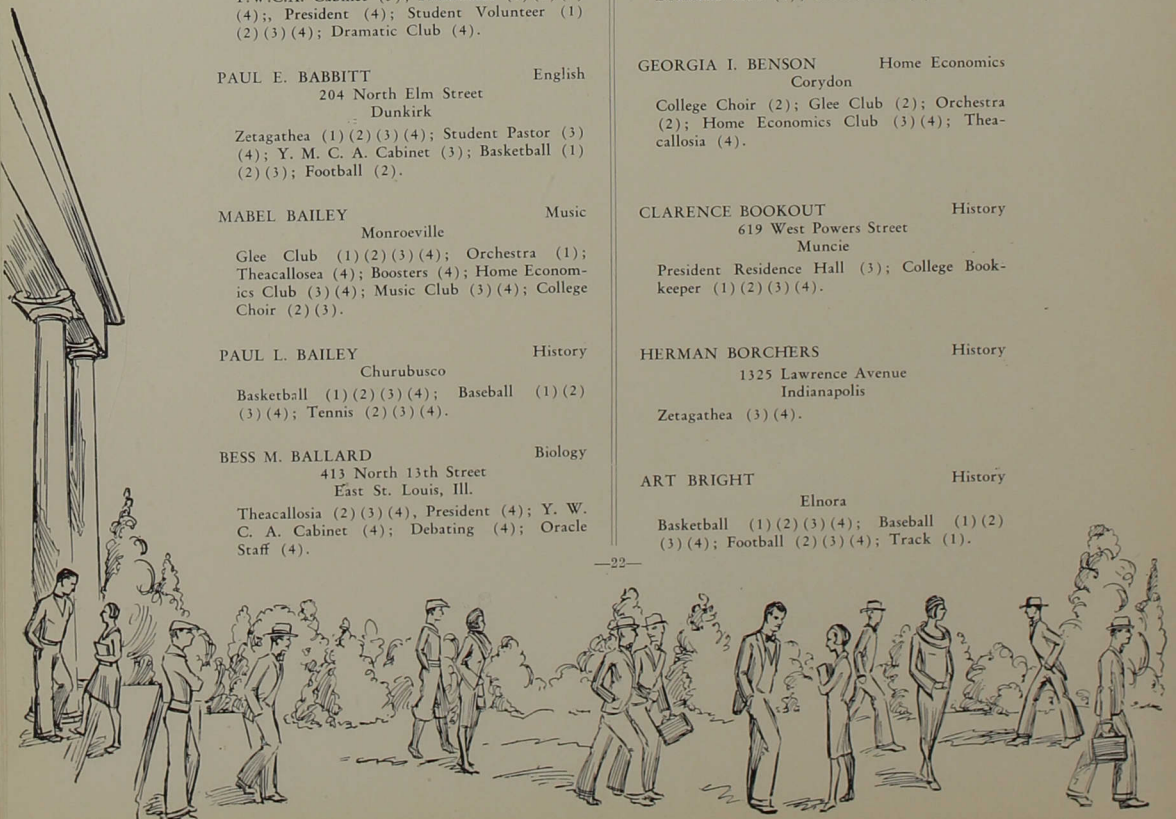 (4);, President (4); Student Volunteer (1)
(2)(3)(4); Dramatic Club (4).
PAUL E. BABBITT English
204 North Elm Street
Dunkirk
Zetagathea (1)(2)(3)(4); Student Pastor (3)
(4); Y. M. C. A. Cabinet (3); Basketball (1)
(2)(3); Football (2).
MABEL BAILEY Music
Monroeville
Glee Club (1)(2)(3)(4); Orchestra (1);
Theacallosea (4); Boosters (4); Home Econom-
ics Club (3)(4); Music Club (3)(4); College
Choir (2)(3).
PAUL L. BAILEY History
Churubusco
Basketball (1)(2)(3)(4); Baseball (1)(2)
(3)(4); Tennis (2)(3)(4).
BESS M. BALLARD Biology
413 North 13th Street
East St. Louis, Ill.
Theacallosia (2)(3)(4), President (4); Y. W.
C. A. Cabinet (4); Debating (4); Oracle
Staff (4).
GEORGIA I. BENSON Home Economics
Corydon
College Choir (2); Glee Club (2); Orchestra
(2); Home Economics Club (3)(4); Thea-
callosia (4).
CLARENCE BOOKOUT History
619 West Powers Street
Muncie
President Residence Hall (3); College Book-
keeper (1)(2)(3)(4).
HERMAN BORCHERS History
1325 Lawrence Avenue
Indianapolis
Zetagathea (3)(4).
ART BRIGHT History
Elnora
Basketball (1)(2)(3)(4); Baseball (1)(2)
(3)(4); Football (2)(3)(4); Track (1).
—22—